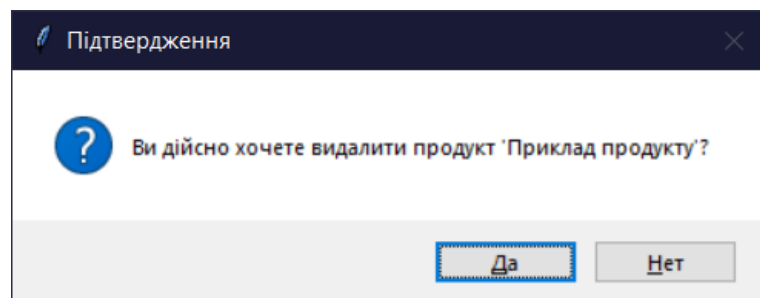 Підтвердження
Ви дійсно хочете видалити продукт 'Приклад продукту'?
Да
Нет